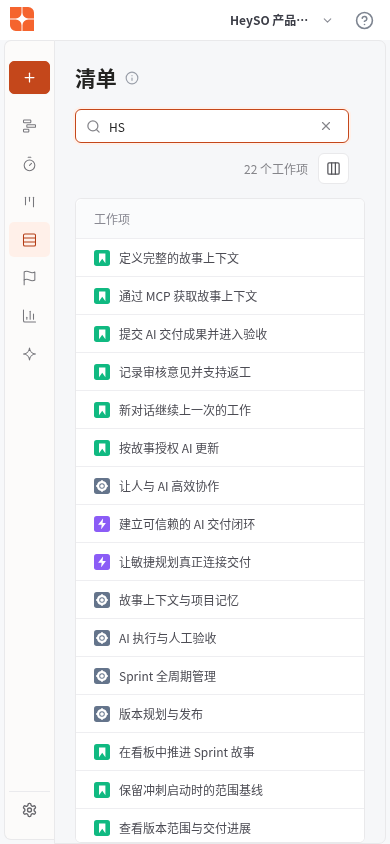 HeySO 产品…
清单
HS
22 个工作项
工作项
定义完整的故事上下文
通过 MCP 获取故事上下文
提交 AI 交付成果并进入验收
记录审核意见并支持返工
新对话继续上一次的工作
按故事授权 AI 更新
让人与 AI 高效协作
建立可信赖的 AI 交付闭环
让敏捷规划真正连接交付
故事上下文与项目记忆
AI 执行与人工验收
Sprint 全周期管理
版本规划与发布
在看板中推进 Sprint 故事
保留冲刺启动时的范围基线
查看版本范围与交付进展